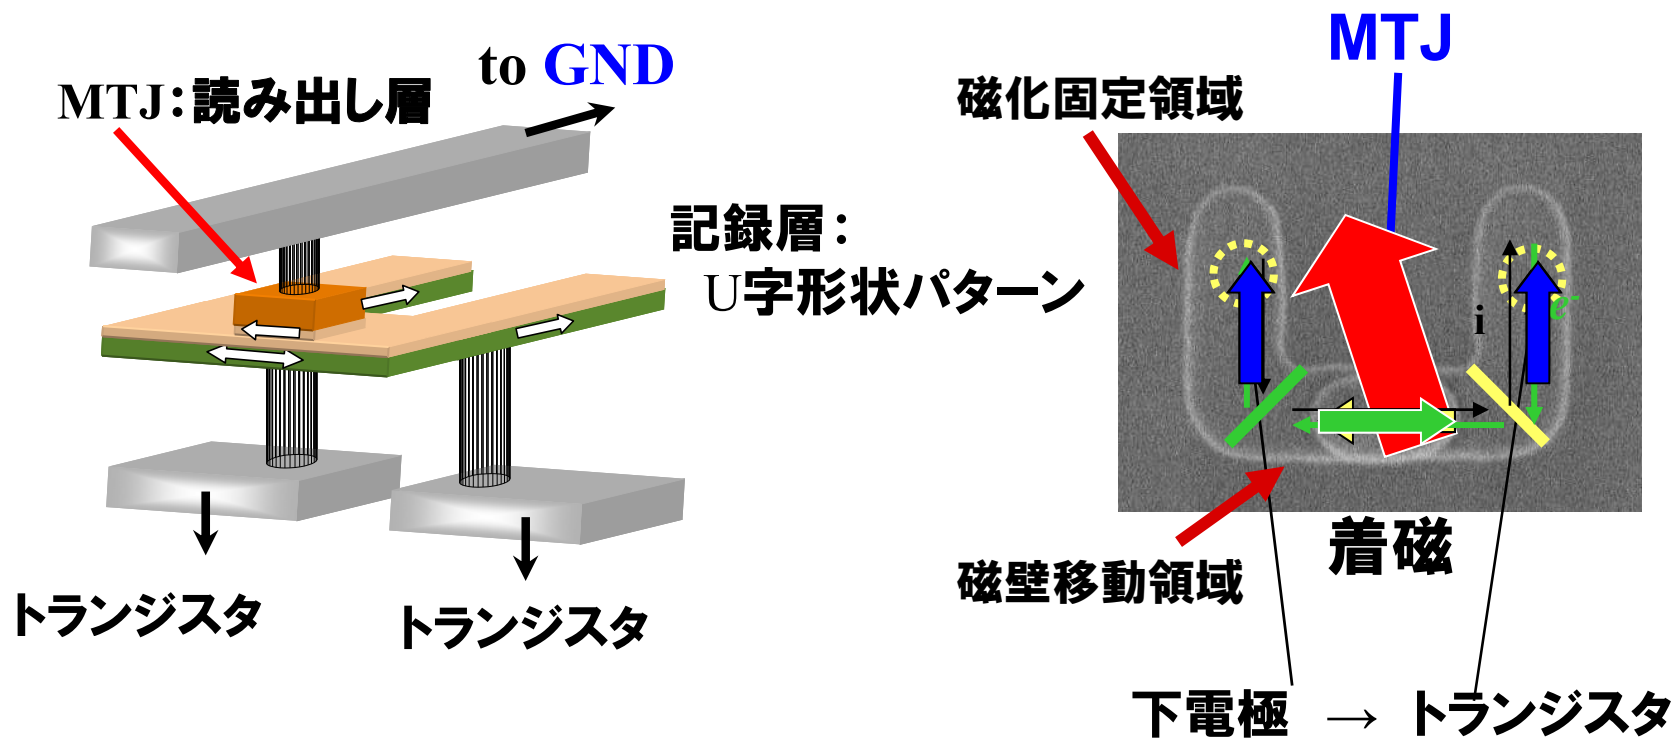 to GND
MTJ：読み出し層
記録層：
U字形状パターン
トランジスタ
トランジスタ
MTJ
磁化固定領域
i
e-
着磁
磁壁移動領域
下電極 → トランジスタ